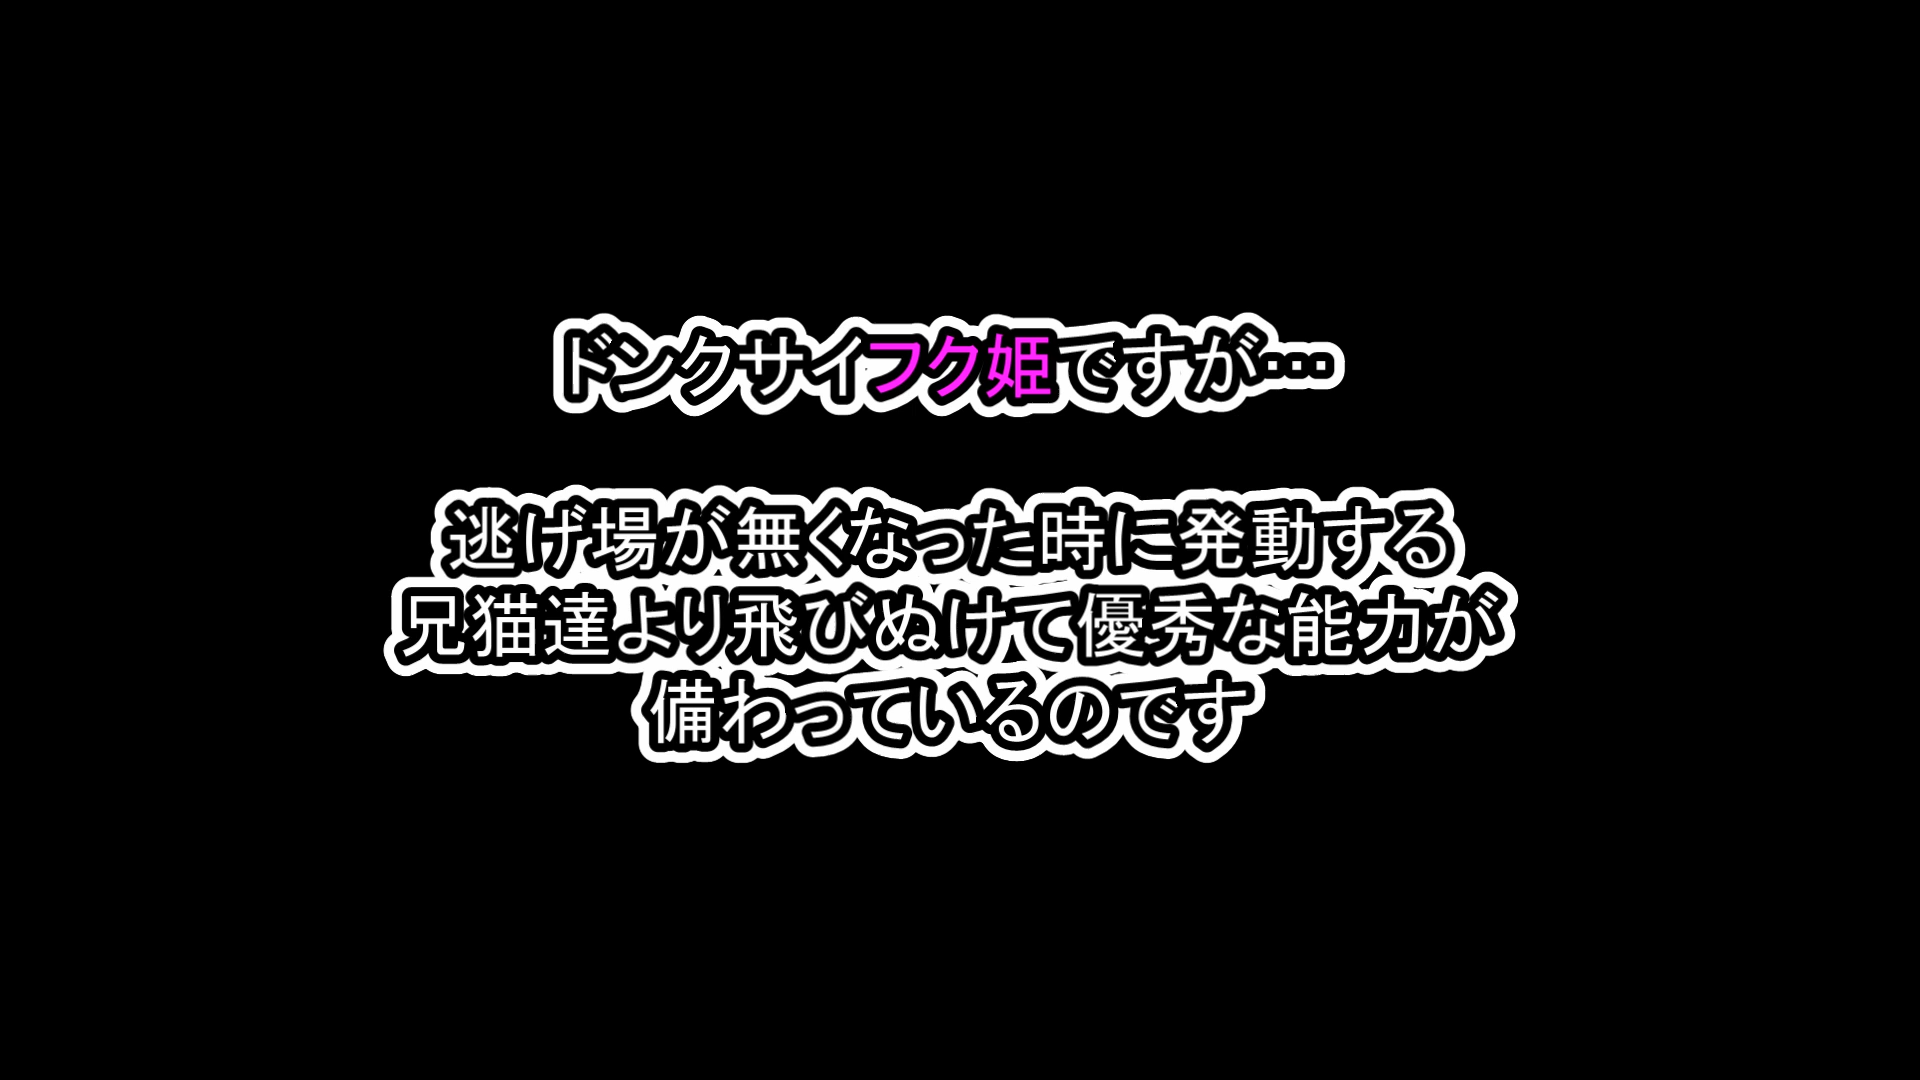 ドンクサイフク姫ですが…
逃げ場が無くなった時に発動する
兄猫達より飛びぬけて優秀な能力が
備わっているのです